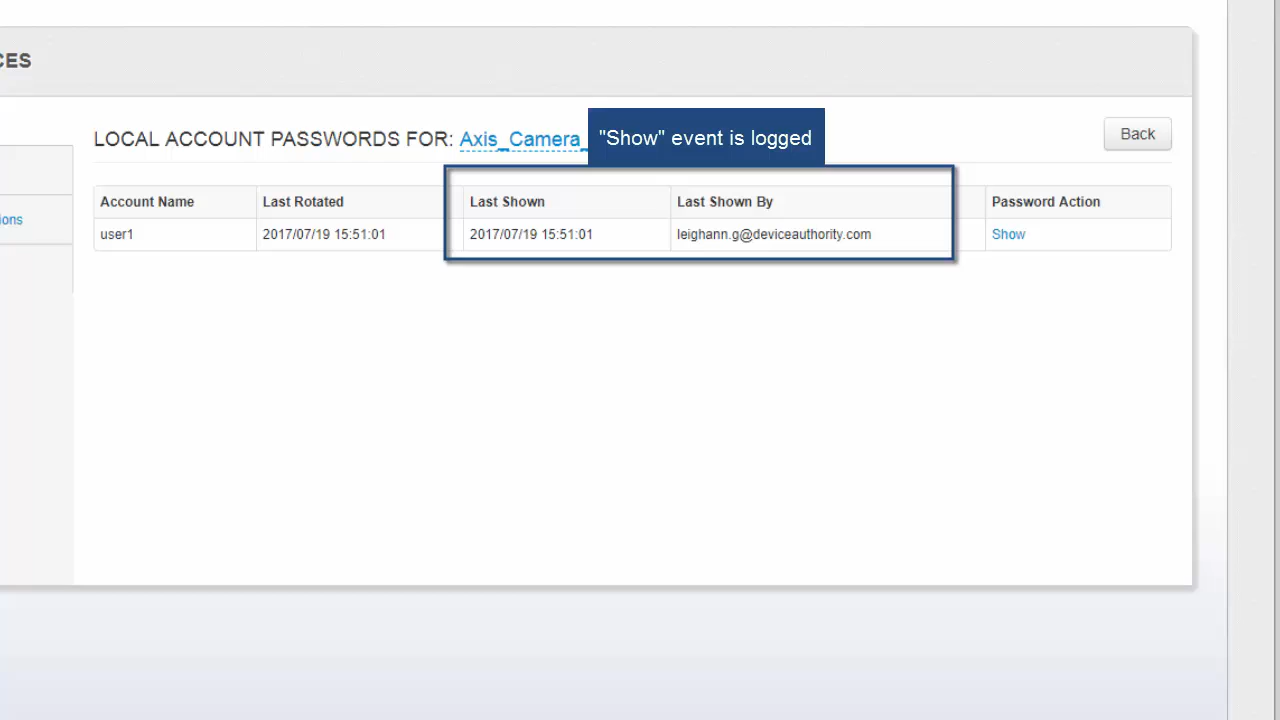 CES
LOCAL ACCOUNT PASSWORDS FOR: Axis_Camera_
"Show" event is logged
Back
Account Name Last Rotated Last Shown Last Shown By Password Action
ions
user1 2017/07/19 15:51:01 2017/07/19 15:51:01 leighann.g@deviceauthority.com Show